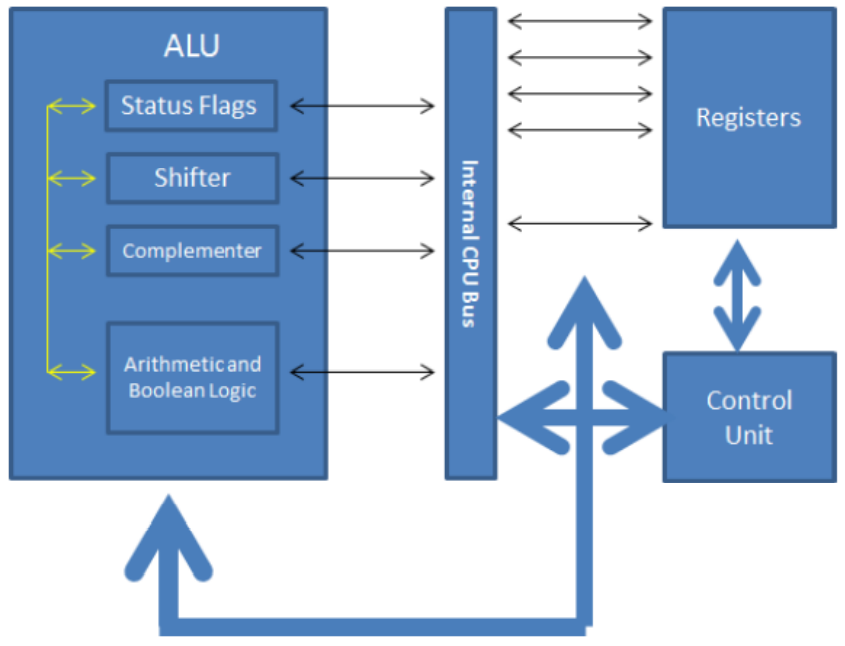 ALU
Status Flags
Shifter
Complementer
Arithmetic and
Boolean Logic
Internal CPU Bus
Registers
Control
Unit